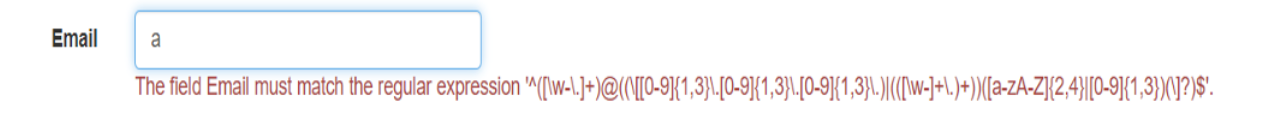 Email a
The field Email must match the regular expression '^([\w-\.]+)@((\[[0-9]{1,3}\.[0-9]{1,3}\.[0-9]{1,3}\.)|(([\w-]+\.)+))([a-zA-Z]{2,4}|[0-9]{1,3})(\]?)$'.